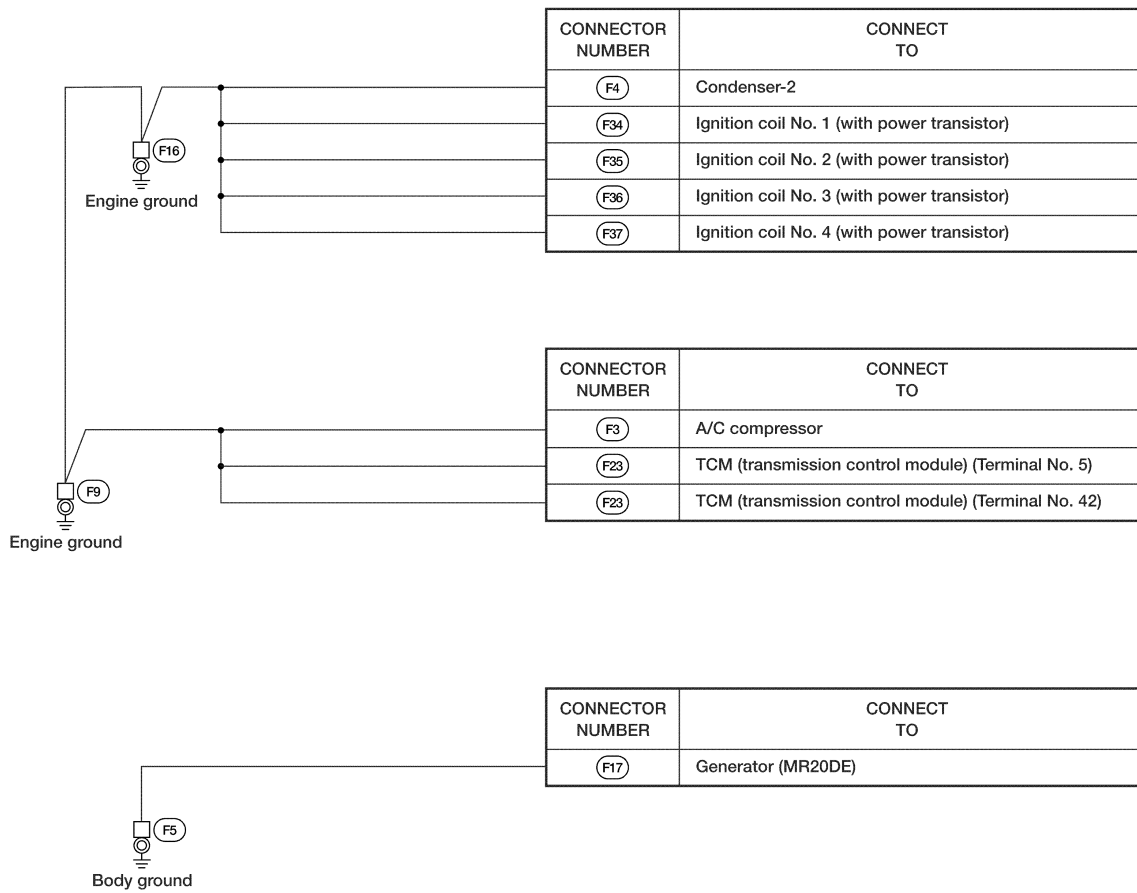 CONNECTOR NUMBER CONNECT TO
F4 Condenser-2
F34 Ignition coil No. 1 (with power transistor)
F16
F35 Ignition coil No. 2 (with power transistor)
Engine ground
F36 Ignition coil No. 3 (with power transistor)
F37 Ignition coil No. 4 (with power transistor)
CONNECTOR NUMBER CONNECT TO
F3 A/C compressor
F23 TCM (transmission control module) (Terminal No. 5)
F9
F23 TCM (transmission control module) (Terminal No. 42)
Engine ground
CONNECTOR NUMBER CONNECT TO
F17 Generator (MR20DE)
F5
Body ground